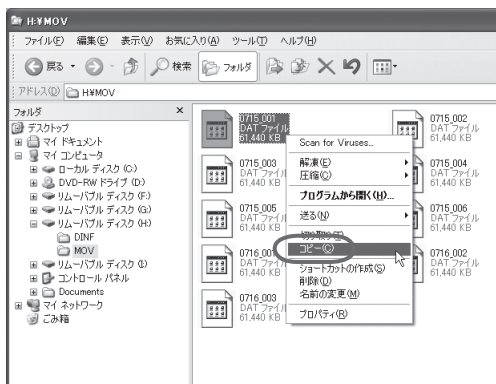 H:¥MOV
ファイル(F) 編集(E) 表示(V) お気に入り(A) ツール(T) ヘルプ(H)
戻る 検索 フォルダ
アドレス(D) H:¥MOV
フォルダ ×
デスクトップ
マイ ドキュメント
マイ コンピュータ
ローカル ディスク (C:)
DVD-RW ドライブ (D:)
リムーバブル ディスク (F:)
リムーバブル ディスク (G:)
リムーバブル ディスク (H:)
DINF
MOV
リムーバブル ディスク (I:)
コントロール パネル
Documents
マイ ネットワーク
ごみ箱
0715_001
DAT ファイル
61,440 KB
0715_002
DAT ファイル
61,440 KB
0715_003
DAT ファイル
61,440 KB
0715_004
DAT ファイル
61,440 KB
0715_005
DAT ファイル
61,440 KB
0715_006
DAT ファイル
61,440 KB
0716_001
DAT ファイル
61,440 KB
0716_002
DAT ファイル
61,440 KB
0716_003
DAT ファイル
61,440 KB
Scan for Viruses...
解凍(E)
圧縮(C)
プログラムから開く(H)...
送る(N)
切り取り(T)
コピー(C)
ショートカットの作成(S)
削除(D)
名前の変更(M)
プロパティ(R)